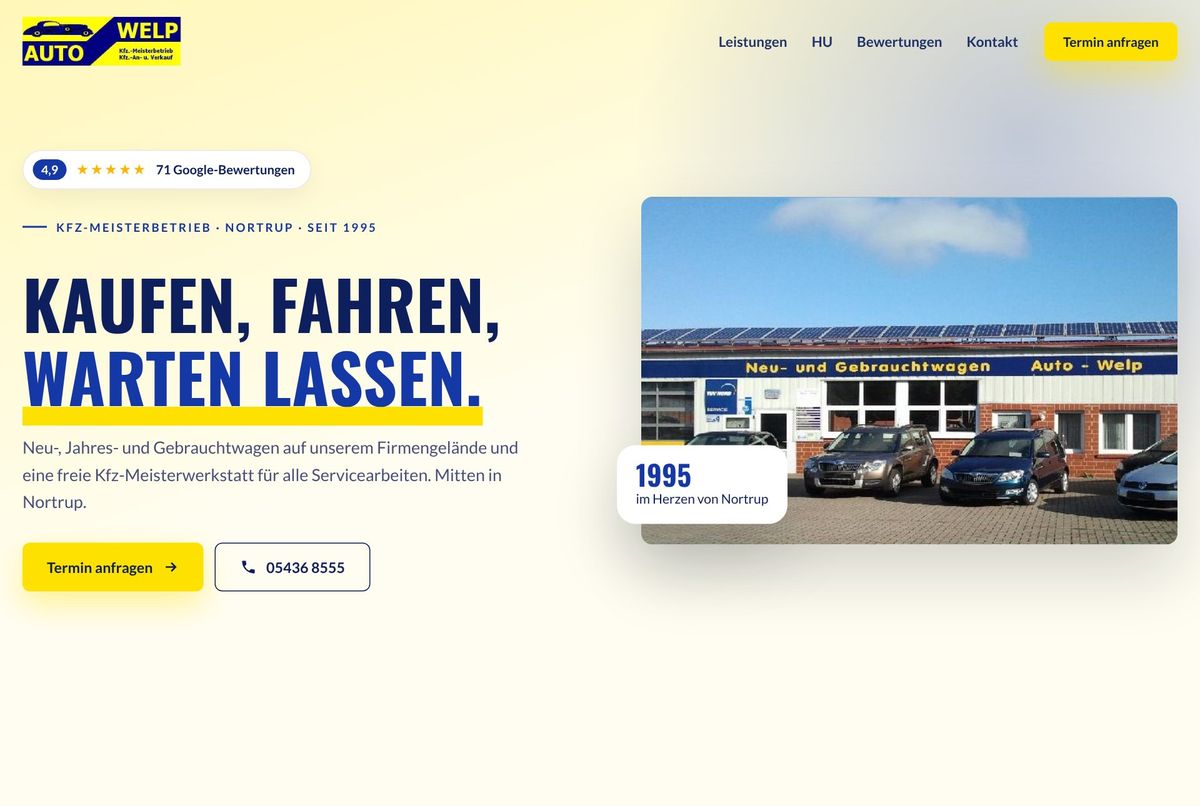 WELP
AUTO
Kfz.-Meisterbetrieb
Kfz.-An- u. Verkauf
Leistungen HU Bewertungen Kontakt Termin anfragen
4,9 ★★★★★ 71 Google-Bewertungen
KFZ-MEISTERBETRIEB · NORTRUP · SEIT 1995
KAUFEN, FAHREN,
WARTEN LASSEN.
Neu-, Jahres- und Gebrauchtwagen auf unserem Firmengelände und
eine freie Kfz-Meisterwerkstatt für alle Servicearbeiten. Mitten in
Nortrup.
Termin anfragen → 05436 8555
Neu- und Gebrauchtwagen Auto - Welp
TÜV NORD
SERVICE
1995
im Herzen von Nortrup